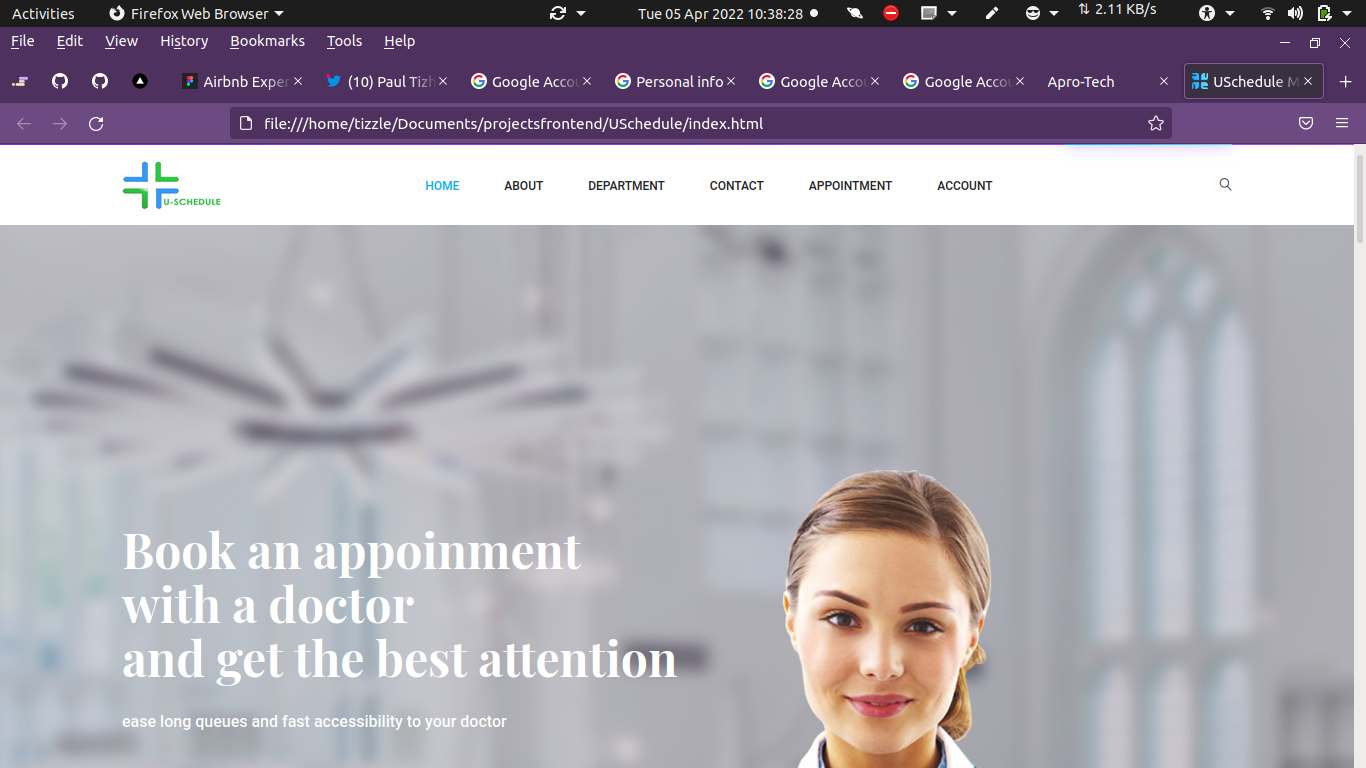 Activities Firefox Web Browser Tue 05 Apr 2022 10:38:28 2.11 KB/s
File Edit View History Bookmarks Tools Help
Airbnb Exper (10) Paul Tizh Google Accou Personal info Google Accou Google Accou Apro-Tech USchedule M
file:///home/tizzle/Documents/projectsfrontend/USchedule/index.html
U-SCHEDULE HOME ABOUT DEPARTMENT CONTACT APPOINTMENT ACCOUNT
Book an appoinment
with a doctor
and get the best attention
ease long queues and fast accessibility to your doctor